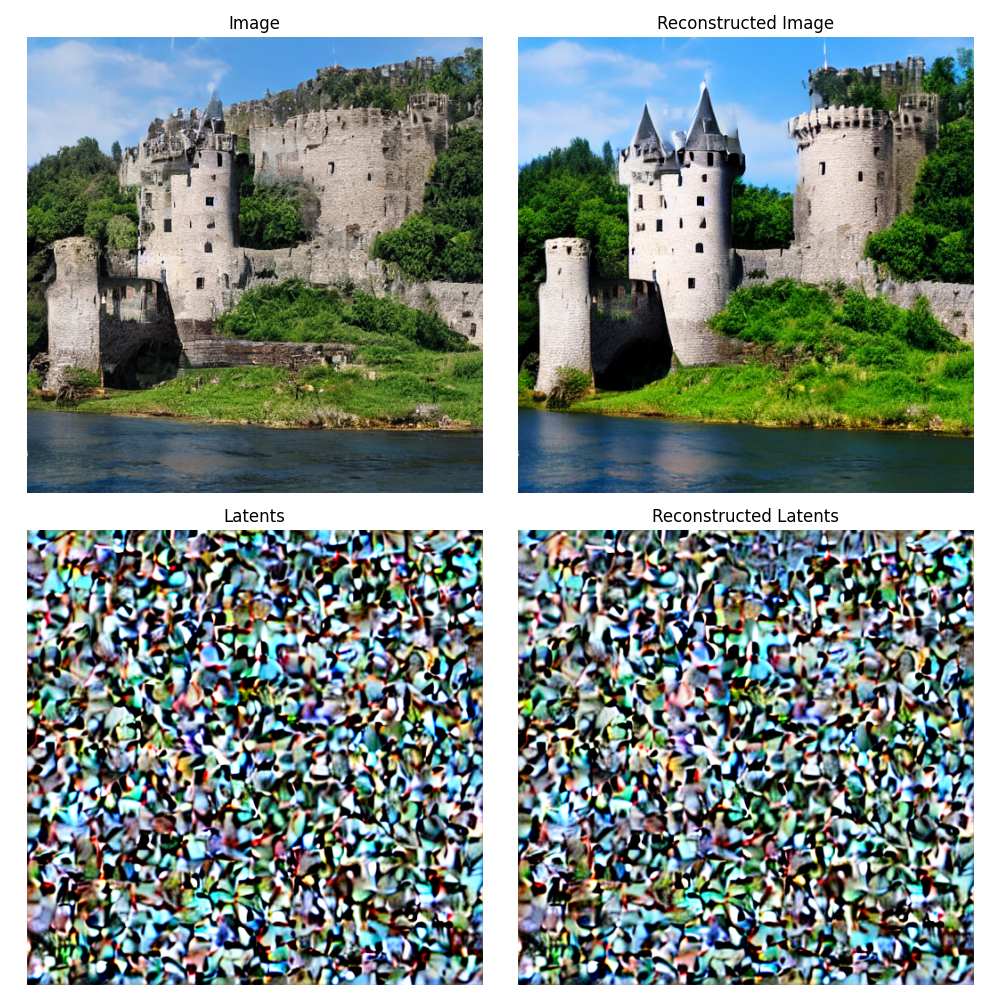 Image
Reconstructed Image
Latents
Reconstructed Latents